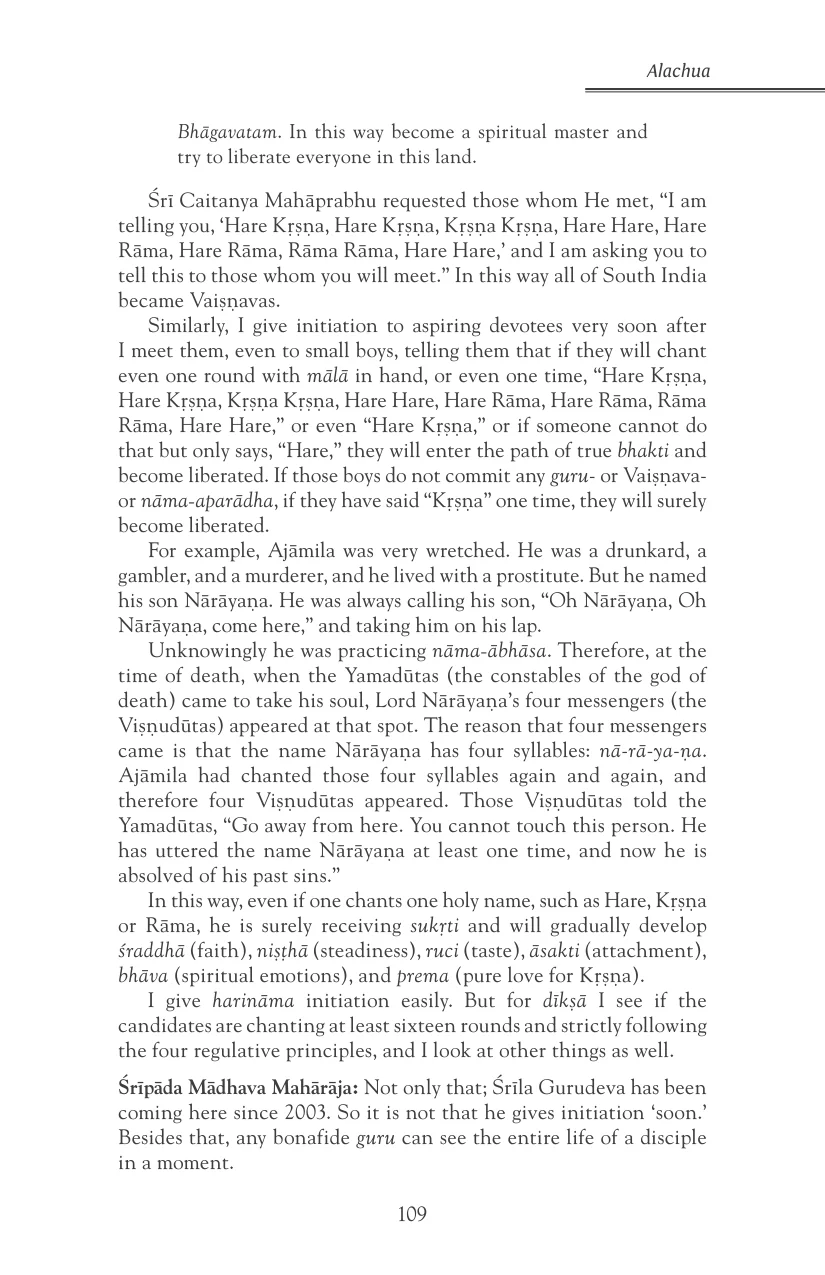 Alachua
Bhāgavatam. In this way become a spiritual master and
try to liberate everyone in this land.
Śrī Caitanya Mahāprabhu requested those whom He met, “I am
telling you, ‘Hare Kṛṣṇa, Hare Kṛṣṇa, Kṛṣṇa Kṛṣṇa, Hare Hare, Hare
Rāma, Hare Rāma, Rāma Rāma, Hare Hare,’ and I am asking you to
tell this to those whom you will meet.” In this way all of South India
became Vaiṣṇavas.
Similarly, I give initiation to aspiring devotees very soon after
I meet them, even to small boys, telling them that if they will chant
even one round with mālā in hand, or even one time, “Hare Kṛṣṇa,
Hare Kṛṣṇa, Kṛṣṇa Kṛṣṇa, Hare Hare, Hare Rāma, Hare Rāma, Rāma
Rāma, Hare Hare,” or even “Hare Kṛṣṇa,” or if someone cannot do
that but only says, “Hare,” they will enter the path of true bhakti and
become liberated. If those boys do not commit any guru- or Vaiṣṇava-
or nāma-aparādha, if they have said “Kṛṣṇa” one time, they will surely
become liberated.
For example, Ajāmila was very wretched. He was a drunkard, a
gambler, and a murderer, and he lived with a prostitute. But he named
his son Nārāyaṇa. He was always calling his son, “Oh Nārāyaṇa, Oh
Nārāyaṇa, come here,” and taking him on his lap.
Unknowingly he was practicing nāma-ābhāsa. Therefore, at the
time of death, when the Yamadūtas (the constables of the god of
death) came to take his soul, Lord Nārāyaṇa’s four messengers (the
Viṣṇudūtas) appeared at that spot. The reason that four messengers
came is that the name Nārāyaṇa has four syllables: nā-rā-ya-ṇa.
Ajāmila had chanted those four syllables again and again, and
therefore four Viṣṇudūtas appeared. Those Viṣṇudūtas told the
Yamadūtas, “Go away from here. You cannot touch this person. He
has uttered the name Nārāyaṇa at least one time, and now he is
absolved of his past sins.”
In this way, even if one chants one holy name, such as Hare, Kṛṣṇa
or Rāma, he is surely receiving sukṛti and will gradually develop
śraddhā (faith), niṣṭhā (steadiness), ruci (taste), āsakti (attachment),
bhāva (spiritual emotions), and prema (pure love for Kṛṣṇa).
I give harināma initiation easily. But for dīkṣā I see if the
candidates are chanting at least sixteen rounds and strictly following
the four regulative principles, and I look at other things as well.
Śrīpāda Mādhava Mahārāja: Not only that; Śrīla Gurudeva has been
coming here since 2003. So it is not that he gives initiation ‘soon.’
Besides that, any bonafide guru can see the entire life of a disciple
in a moment.
109